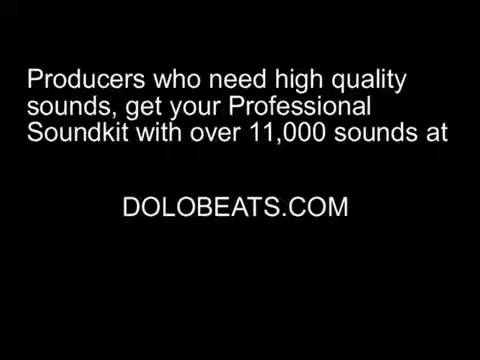 Producers who need high quality
sounds, get your Professional
Soundkit with over 11,000 sounds at
DOLOBEATS.COM